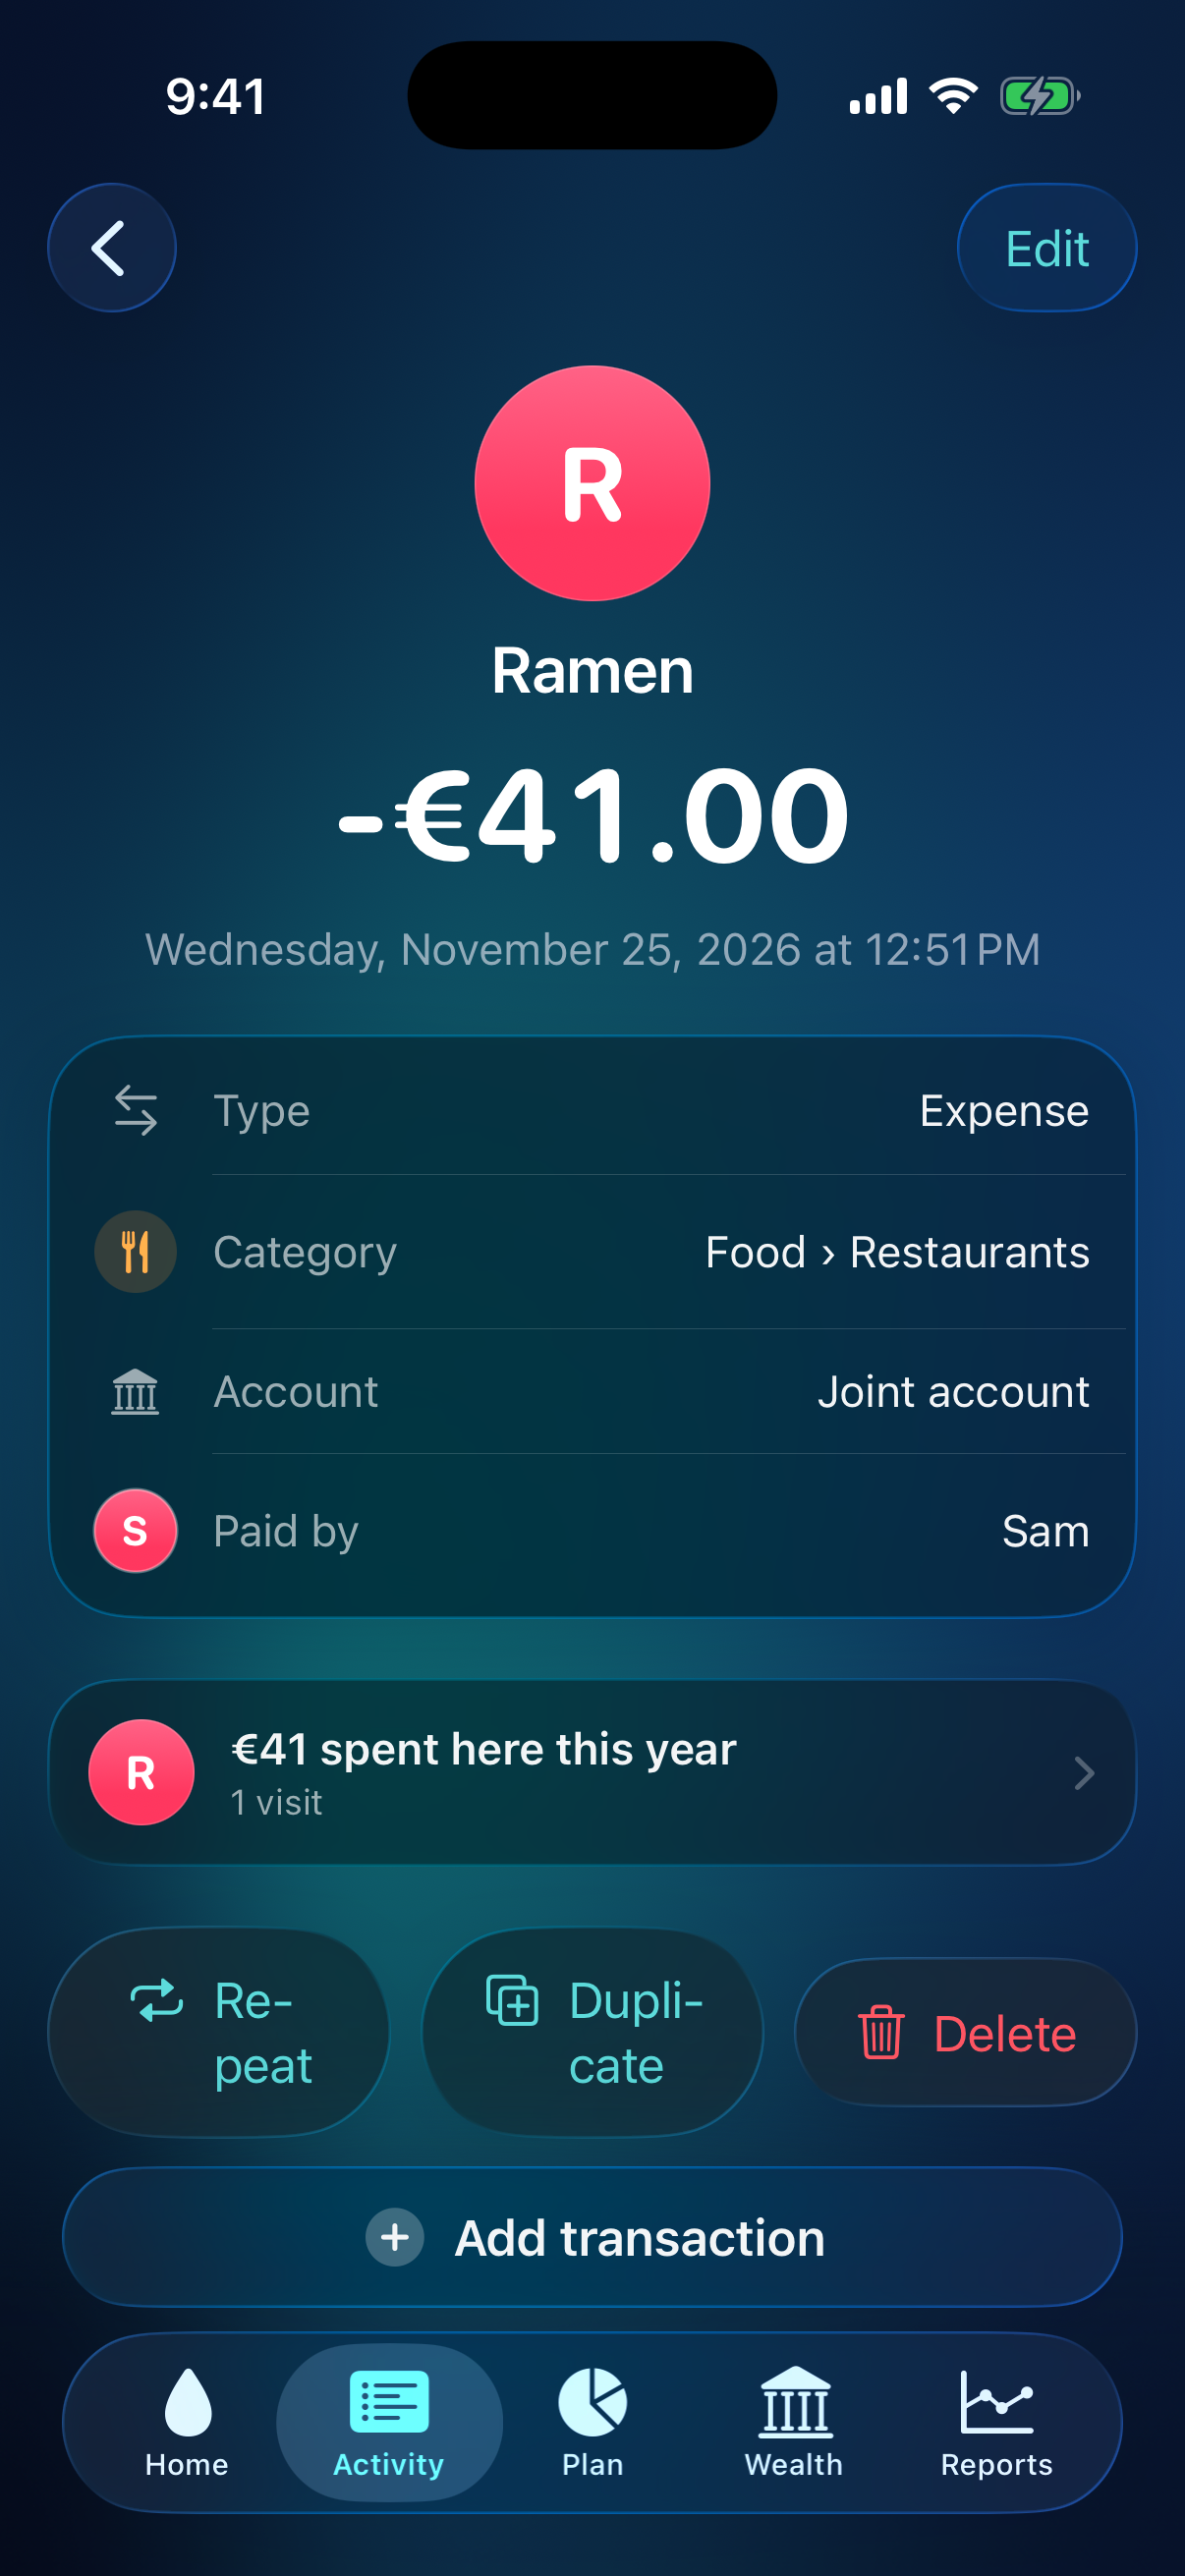 9:41
Edit
R
Ramen
-€41.00
Wednesday, November 25, 2026 at 12:51 PM
Type Expense
Category Food › Restaurants
Account Joint account
S Paid by Sam
R €41 spent here this year
1 visit
Re-
peat
Dupli-
cate
Delete
Add transaction
Home Activity Plan Wealth Reports